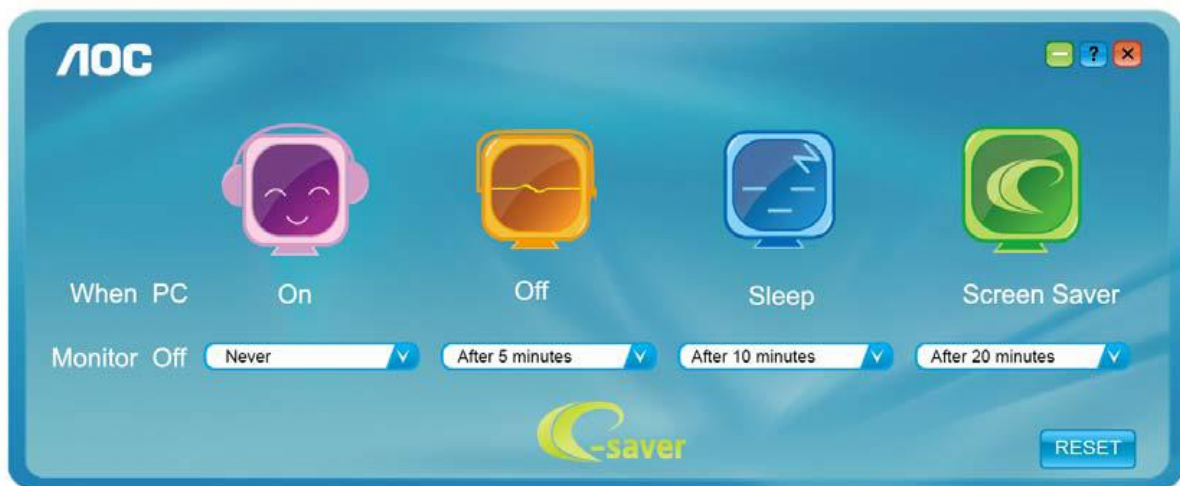 AOC
?
When PC On Off Sleep Screen Saver
Monitor Off Never After 5 minutes After 10 minutes After 20 minutes
e-saver
RESET